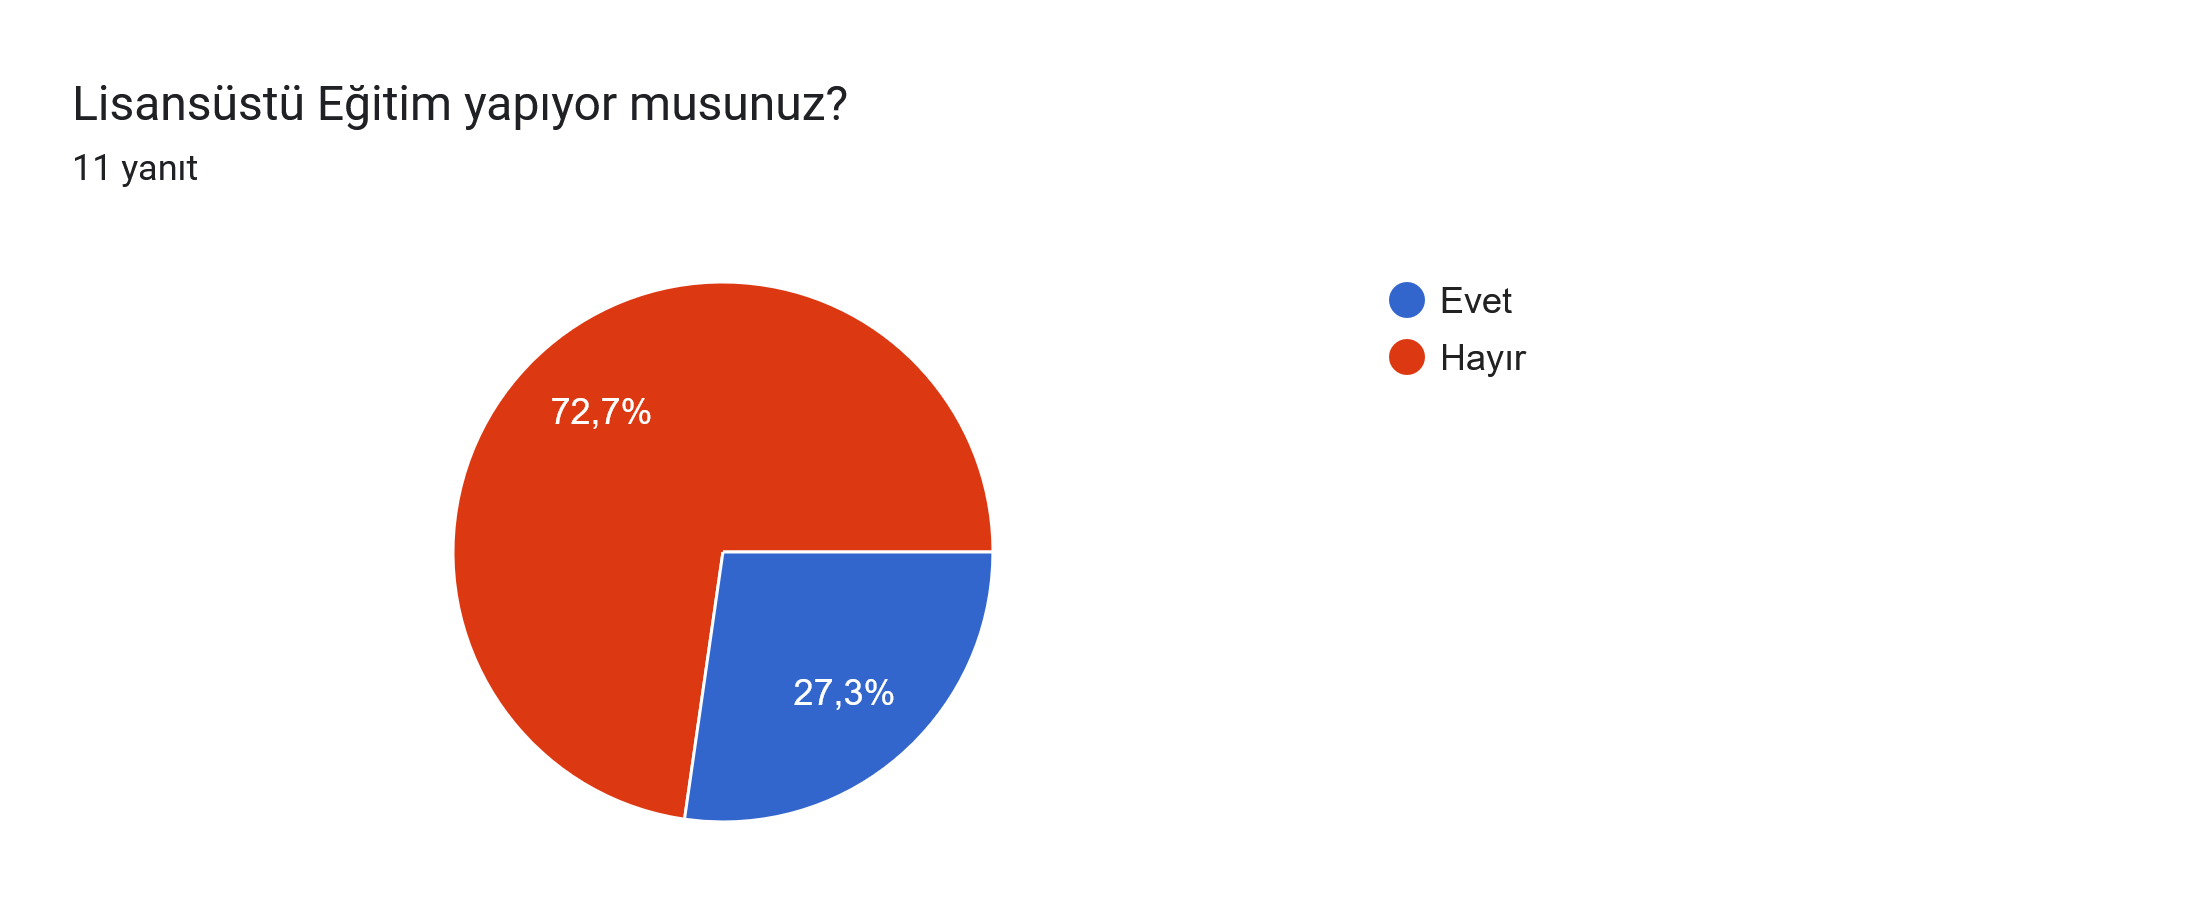 Lisansüstü Eğitim yapıyor musunuz?
11 yanıt
Evet
Hayır
72,7%
27,3%